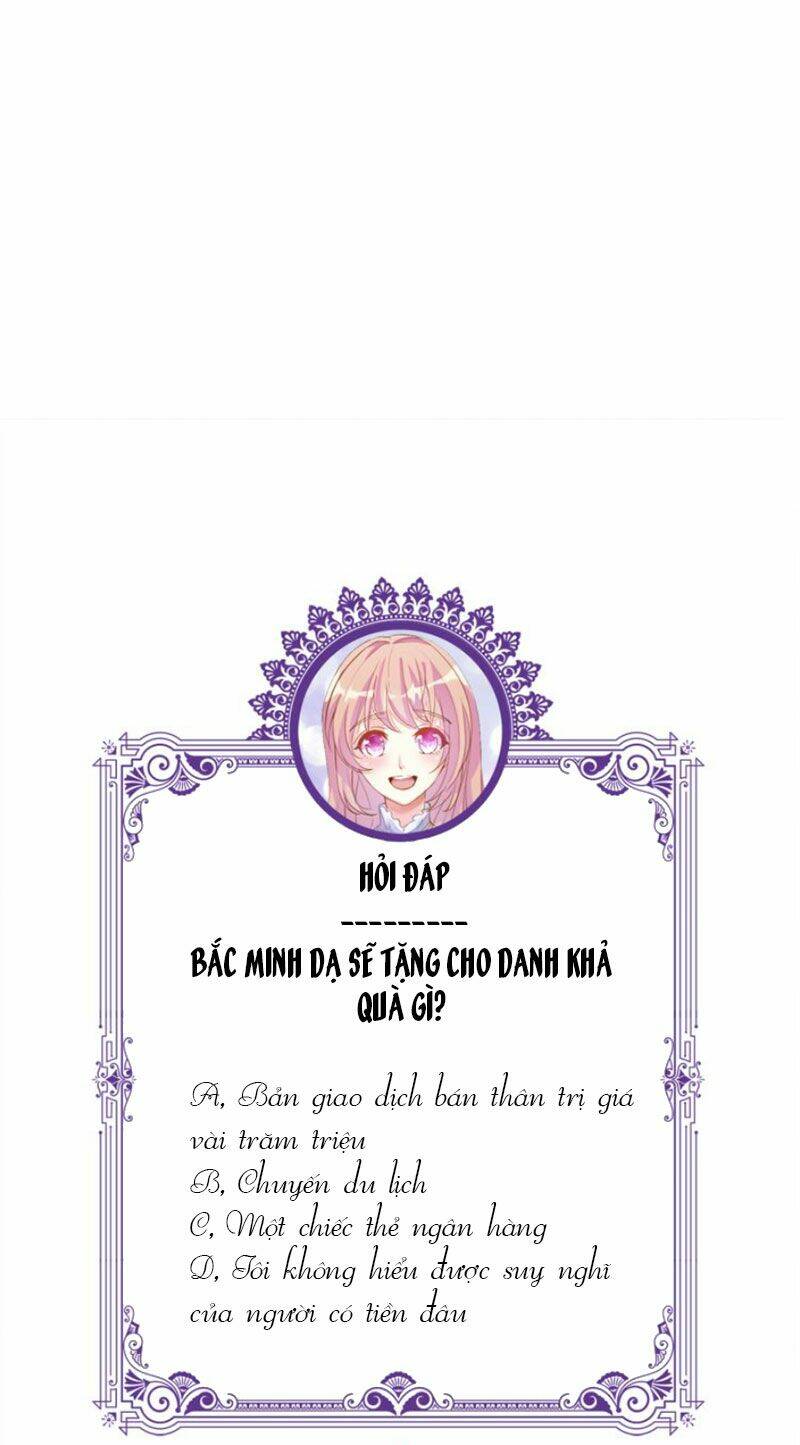 HỎI ĐÁP
---------
BẮC MINH DẠ SẼ TẶNG CHO DANH KHẢ
QUÀ GÌ?
A, Bản giao dịch bán thân trị giá
vài trăm triệu
B, Chuyến du lịch
C, Một chiếc thẻ ngân hàng
D, Tôi không hiểu được suy nghĩ
của người có tiền đâu